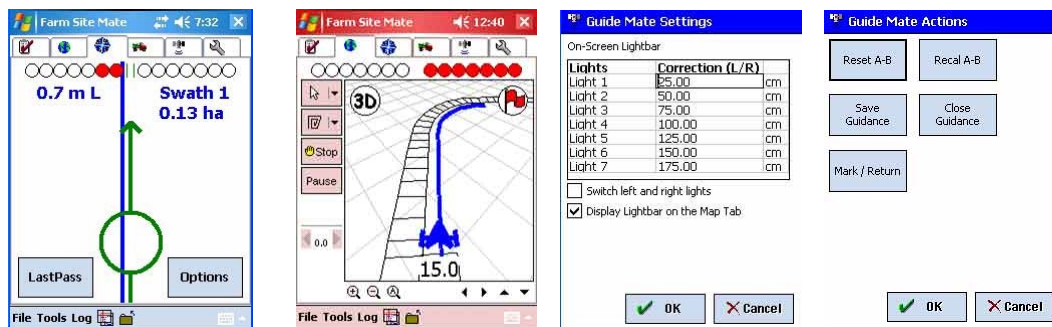 Farm Site Mate 7:32
0.7 m L
Swath 1
0.13 ha
LastPass
Options
File Tools Log
Farm Site Mate 12:40
3D
Stop
Pause
0.0
15.0
File Tools Log
Guide Mate Settings
On-Screen Lightbar
Lights Correction (L/R)
Light 1 25.00 cm
Light 2 50.00 cm
Light 3 75.00 cm
Light 4 100.00 cm
Light 5 125.00 cm
Light 6 150.00 cm
Light 7 175.00 cm
Switch left and right lights
Display Lightbar on the Map Tab
OK Cancel
Guide Mate Actions
Reset A-B
Recal A-B
Save
Guidance
Close
Guidance
Mark / Return
OK Cancel